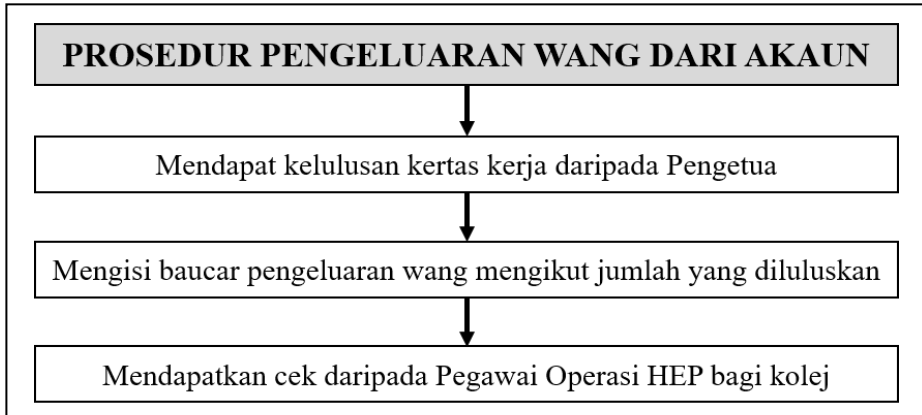 PROSEDUR PENGELUARAN WANG DARI AKAUN
Mendapat kelulusan kertas kerja daripada Pengetua
Mengisi baucar pengeluaran wang mengikut jumlah yang diluluskan
Mendapatkan cek daripada Pegawai Operasi HEP bagi kolej